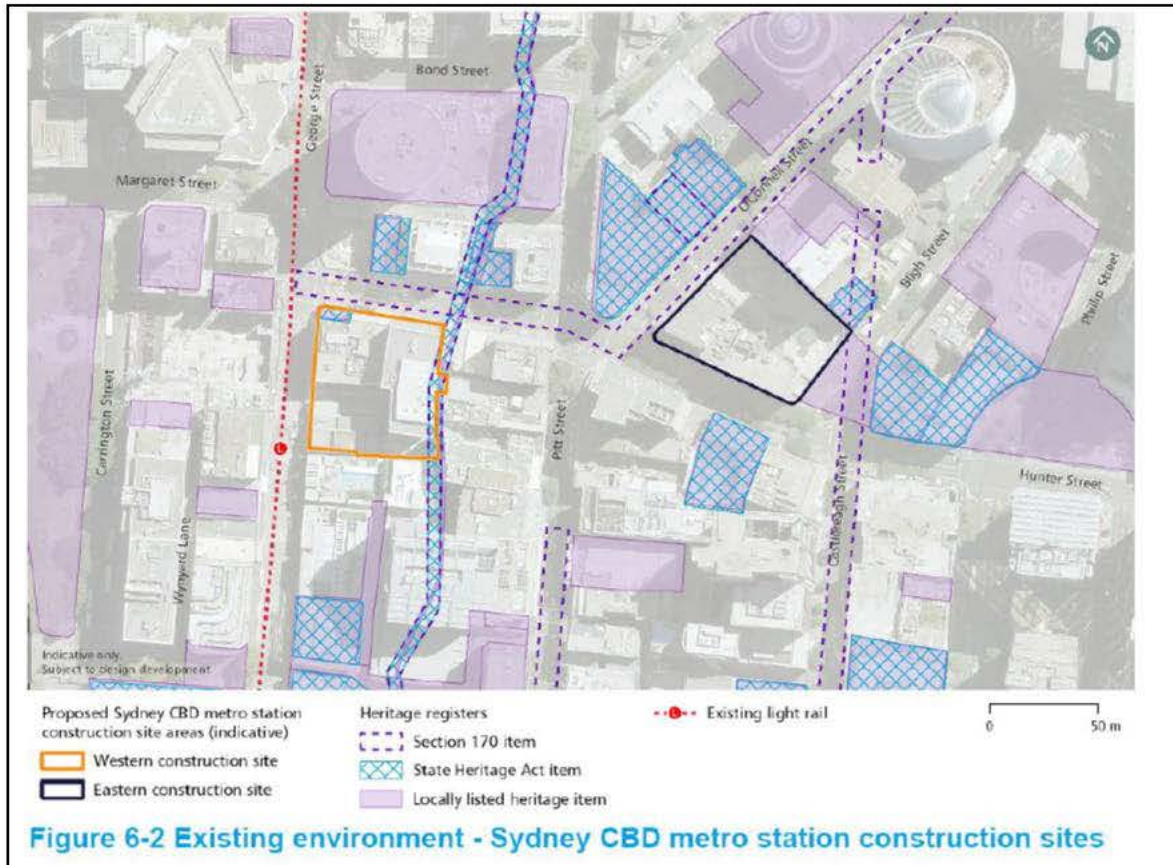 N
Bond Street
George Street
Margaret Street
O'Connell Street
Bligh Street
Phillip Street
Carrington Street
Pitt Street
Castlereagh Street
Hunter Street
Wynyard Lane
L
Indicative only.
Subject to design development
Proposed Sydney CBD metro station
construction site areas (indicative)
Western construction site
Eastern construction site
Heritage registers
Section 170 item
State Heritage Act item
Locally listed heritage item
L Existing light rail
0 50 m
Figure 6-2 Existing environment - Sydney CBD metro station construction sites